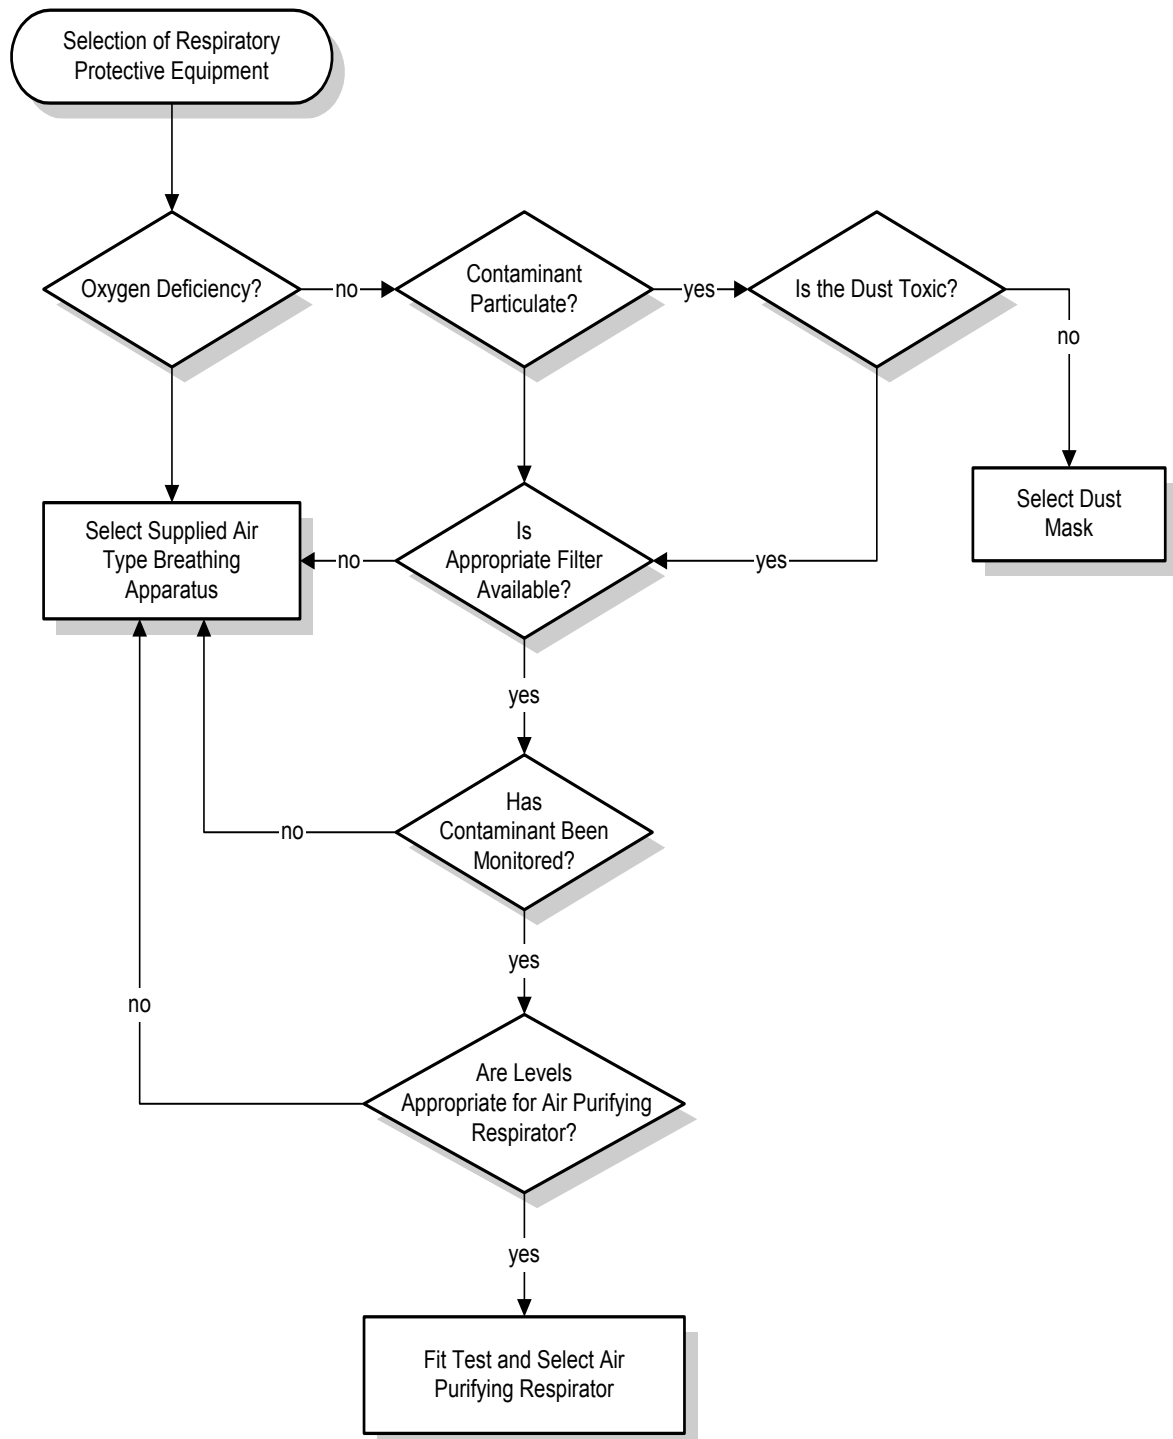 Selection of Respiratory
Protective Equipment
Oxygen Deficiency?
no
Contaminant
Particulate?
yes
Is the Dust Toxic?
no
Select Dust
Mask
Select Supplied Air
Type Breathing
Apparatus
no
Is
Appropriate Filter
Available?
yes
yes
Has
Contaminant Been
Monitored?
no
yes
no
Are Levels
Appropriate for Air Purifying
Respirator?
yes
Fit Test and Select Air
Purifying Respirator